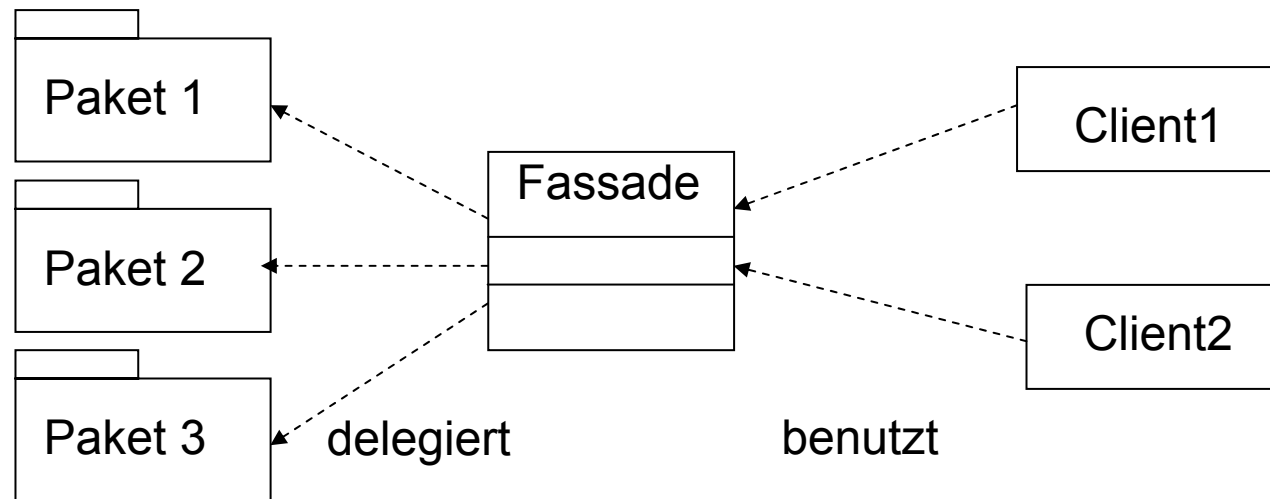 Paket 1
Client1
Fassade
Paket 2
Client2
Paket 3
delegiert
benutzt